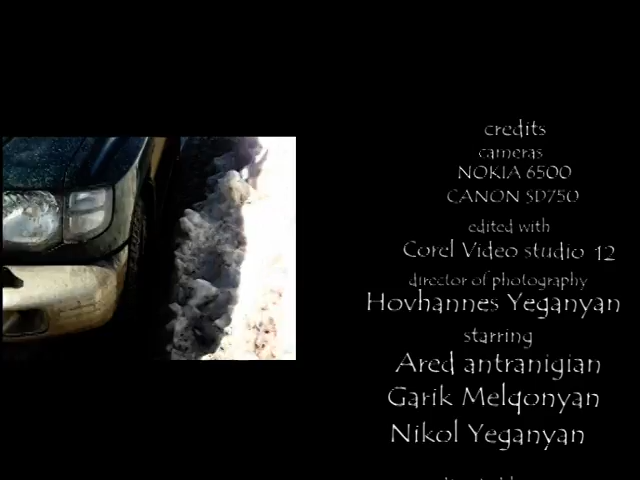 credits
cameras
NOKIA 6500
CANON SD750
edited with
Corel Video studio 12
director of photography
Hovhannes Yeganyan
starring
Ared antranigian
Garik Melqonyan
Nikol Yeganyan